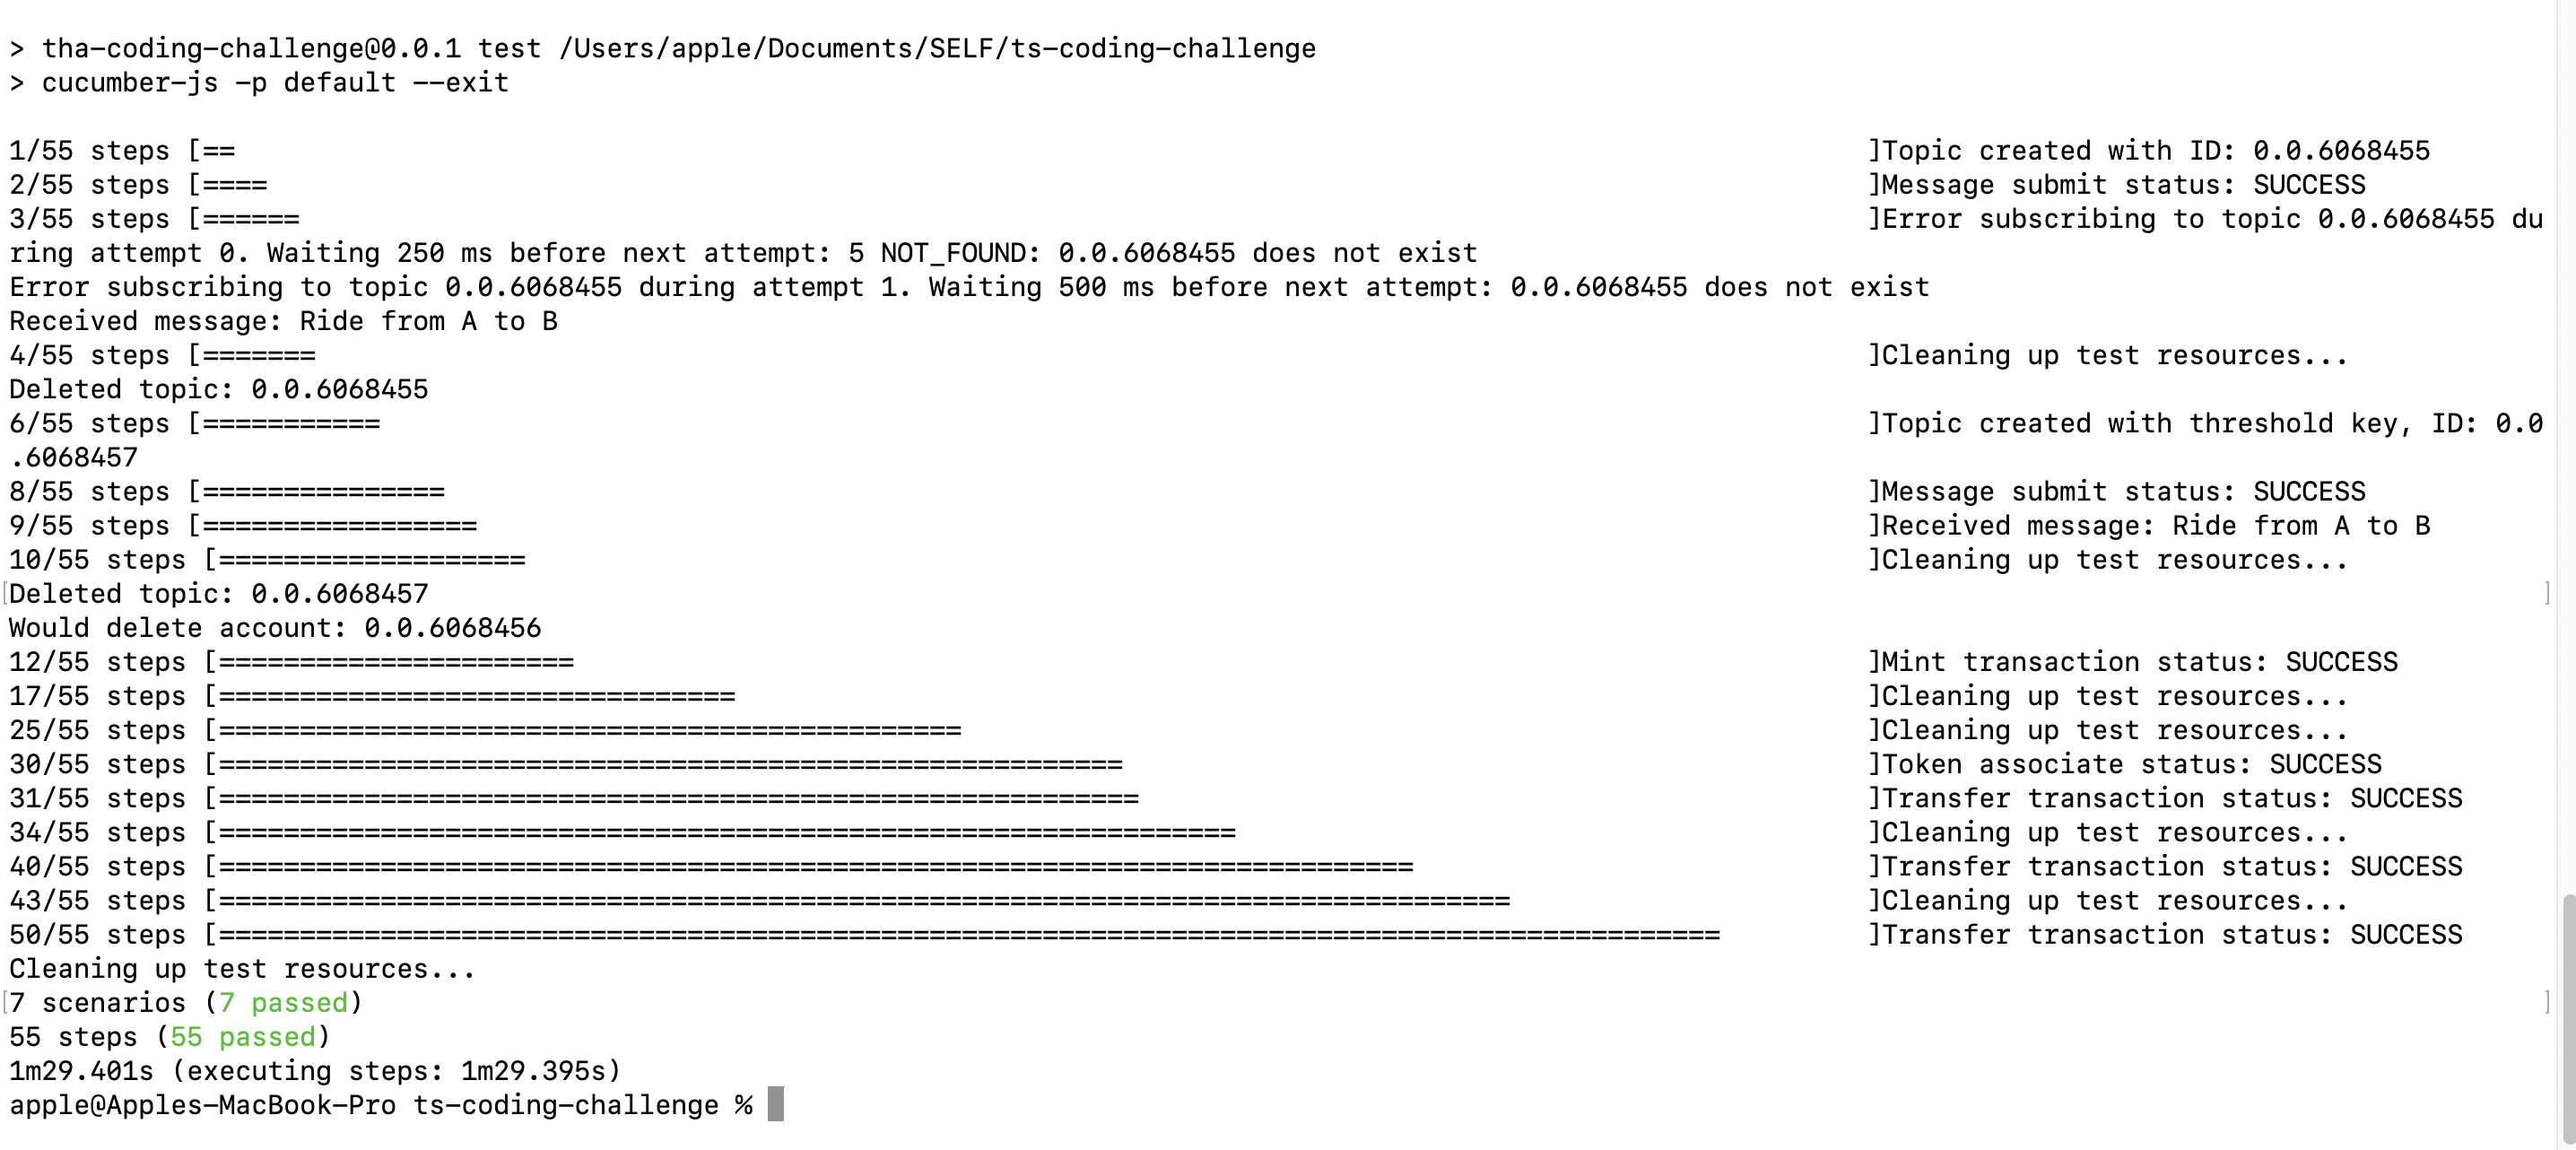 > tha-coding-challenge@0.0.1 test /Users/apple/Documents/SELF/ts-coding-challenge
> cucumber-js -p default --exit
1/55 steps [== ]Topic created with ID: 0.0.6068455
2/55 steps [==== ]Message submit status: SUCCESS
3/55 steps [====== ]Error subscribing to topic 0.0.6068455 du
ring attempt 0. Waiting 250 ms before next attempt: 5 NOT_FOUND: 0.0.6068455 does not exist
Error subscribing to topic 0.0.6068455 during attempt 1. Waiting 500 ms before next attempt: 0.0.6068455 does not exist
Received message: Ride from A to B
4/55 steps [======= ]Cleaning up test resources...
Deleted topic: 0.0.6068455
6/55 steps [=========== ]Topic created with threshold key, ID: 0.0
.6068457
8/55 steps [=============== ]Message submit status: SUCCESS
9/55 steps [================= ]Received message: Ride from A to B
10/55 steps [=================== ]Cleaning up test resources...
Deleted topic: 0.0.6068457
Would delete account: 0.0.6068456
12/55 steps [====================== ]Mint transaction status: SUCCESS
17/55 steps [================================ ]Cleaning up test resources...
25/55 steps [============================================== ]Cleaning up test resources...
30/55 steps [======================================================== ]Token associate status: SUCCESS
31/55 steps [========================================================= ]Transfer transaction status: SUCCESS
34/55 steps [=============================================================== ]Cleaning up test resources...
40/55 steps [========================================================================== ]Transfer transaction status: SUCCESS
43/55 steps [================================================================================ ]Cleaning up test resources...
50/55 steps [============================================================================================= ]Transfer transaction status: SUCCESS
Cleaning up test resources...
7 scenarios (7 passed)
55 steps (55 passed)
1m29.401s (executing steps: 1m29.395s)
apple@Apples-MacBook-Pro ts-coding-challenge %